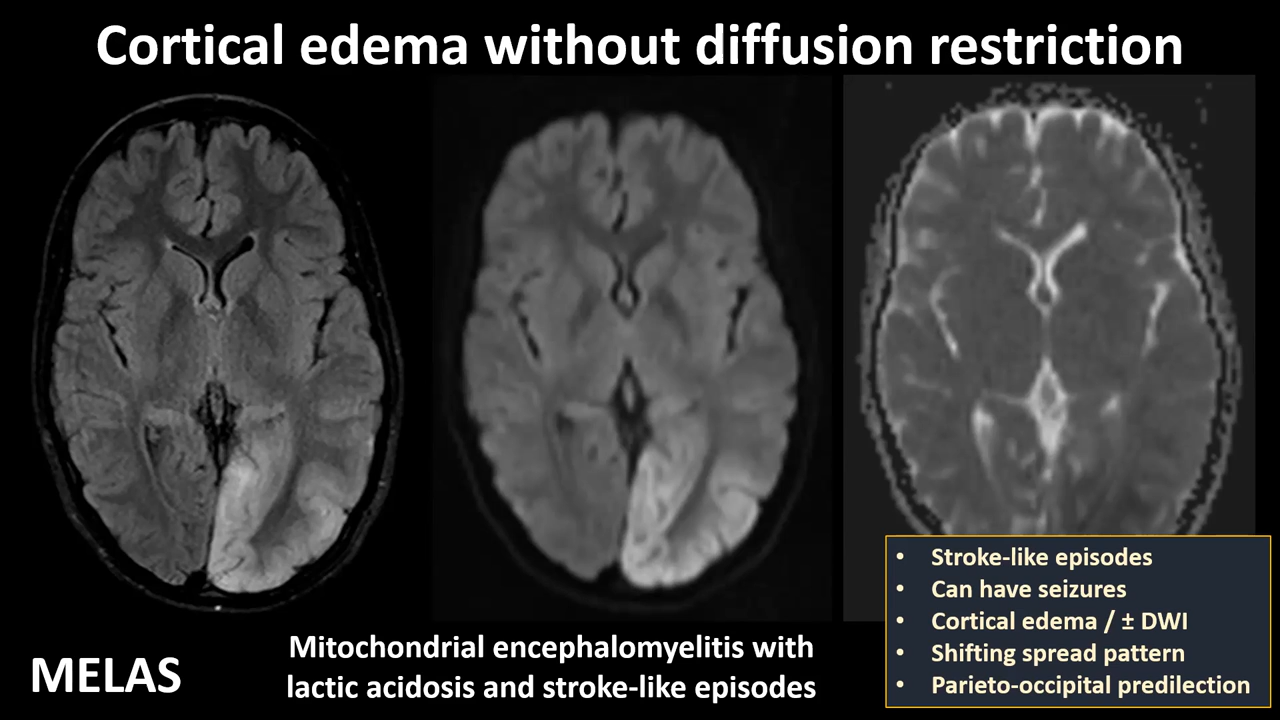 Cortical edema without diffusion restriction
MELAS
Mitochondrial encephalomyelitis with
lactic acidosis and stroke-like episodes
• Stroke-like episodes
• Can have seizures
• Cortical edema / ± DWI
• Shifting spread pattern
• Parieto-occipital predilection